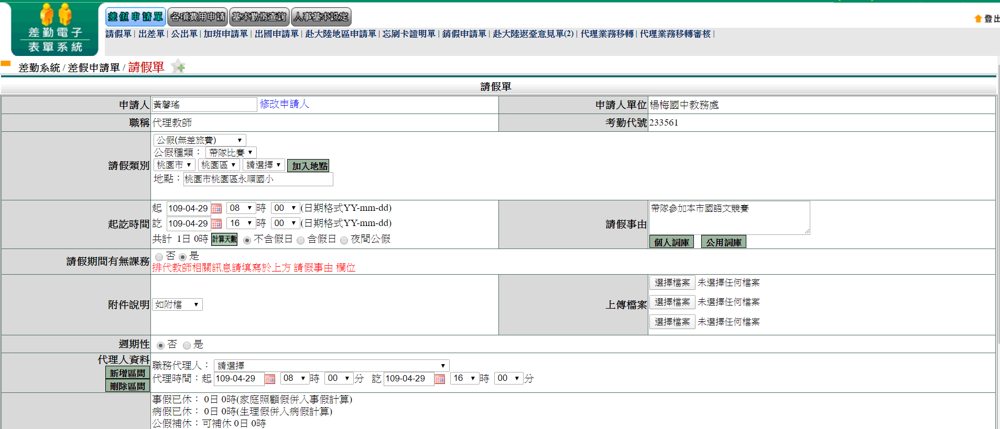 差勤電子
表單系統
差假申請單 各項費用申請 基本勤惰查詢 人事基本設定
登出
請假單 | 出差單 | 公出單 | 加班申請單 | 出國申請單 | 赴大陸地區申請單 | 忘刷卡證明單 | 銷假申請單 | 赴大陸返臺意見單(2) | 代理業務移轉 | 代理業務移轉審核 |
差勤系統 / 差假申請單 / 請假單
請假單
申請人 黃馨瑤 修改申請人 申請人單位 楊梅國中教務處
職稱 代理教師 考勤代號 233561
請假類別
公假(無差旅費)
公假種類： 帶隊比賽
桃園市 桃園區 請選擇 加入地點
地點：桃園市桃園區永順國小
起訖時間
起 109-04-29 08 時 00 (日期格式YY-mm-dd)
訖 109-04-29 16 時 00 (日期格式YY-mm-dd)
共計 1日 0時 計算天數 不含假日 含假日 夜間公假
請假事由
帶隊參加本市國語文競賽
個人詞庫 公用詞庫
請假期間有無課務 否 是
排代教師相關訊息請填寫於上方 請假事由 欄位
附件說明 如附檔
上傳檔案
選擇檔案 未選擇任何檔案
選擇檔案 未選擇任何檔案
選擇檔案 未選擇任何檔案
週期性 否 是
代理人資料
新增區間
刪除區間
職務代理人： 請選擇
代理時間：起 109-04-29 08 時 00 分 訖 109-04-29 16 時 00 分
事假已休： 0日 0時(家庭照顧假併入事假計算)
病假已休： 0日 0時(生理假併入病假計算)
公假補休：可補休 0日 0時